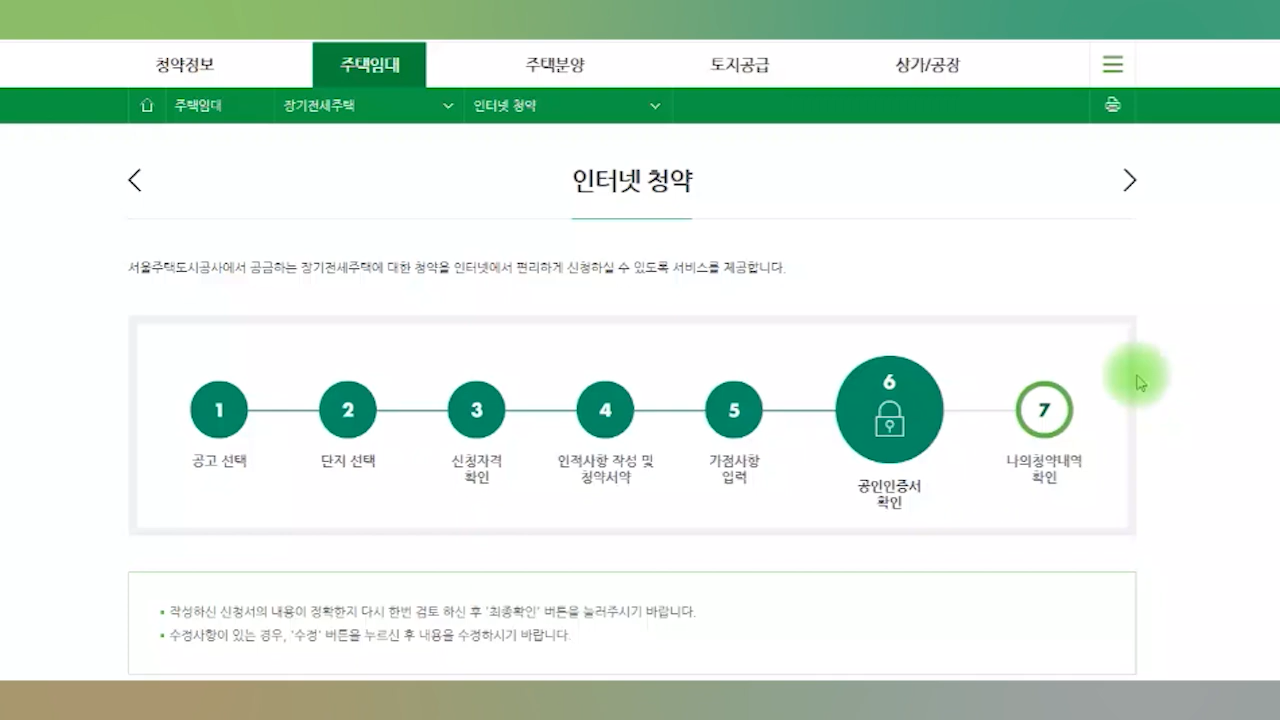 청약정보 주택임대 주택분양 토지공급 상가/공장
주택임대 장기전세주택 인터넷 청약
인터넷 청약
서울주택도시공사에서 공급하는 장기전세주택에 대한 청약을 인터넷에서 편리하게 신청하실 수 있도록 서비스를 제공합니다.
1 2 3 4 5 6 7
공고 선택
단지 선택
신청자격
확인
인적사항 작성 및
청약서약
가점사항
입력
공인인증서
확인
나의청약내역
확인
작성하신 신청서의 내용이 정확한지 다시 한번 검토 하신 후 '최종확인' 버튼을 눌러주시기 바랍니다.
수정사항이 있는 경우, '수정' 버튼을 누르신 후 내용을 수정하시기 바랍니다.